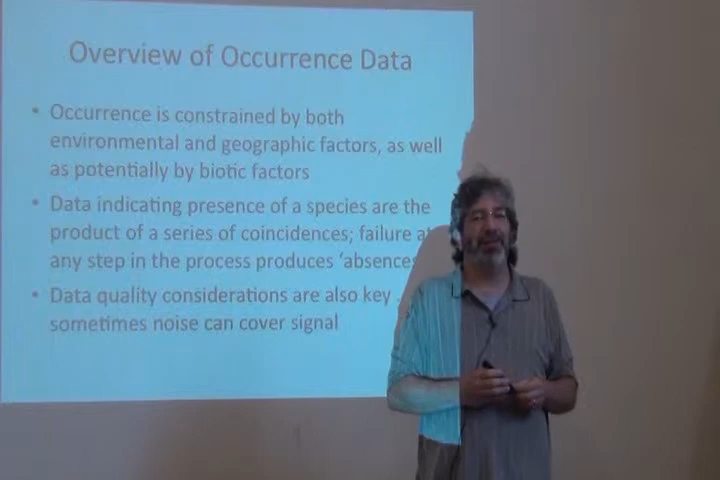 Overview of Occurrence Data
• Occurrence is constrained by both
environmental and geographic factors, as well
as potentially by biotic factors
• Data indicating presence of a species are the
product of a series of coincidences; failure at
any step in the process produces ‘absences
• Data quality considerations are also key .
sometimes noise can cover signal